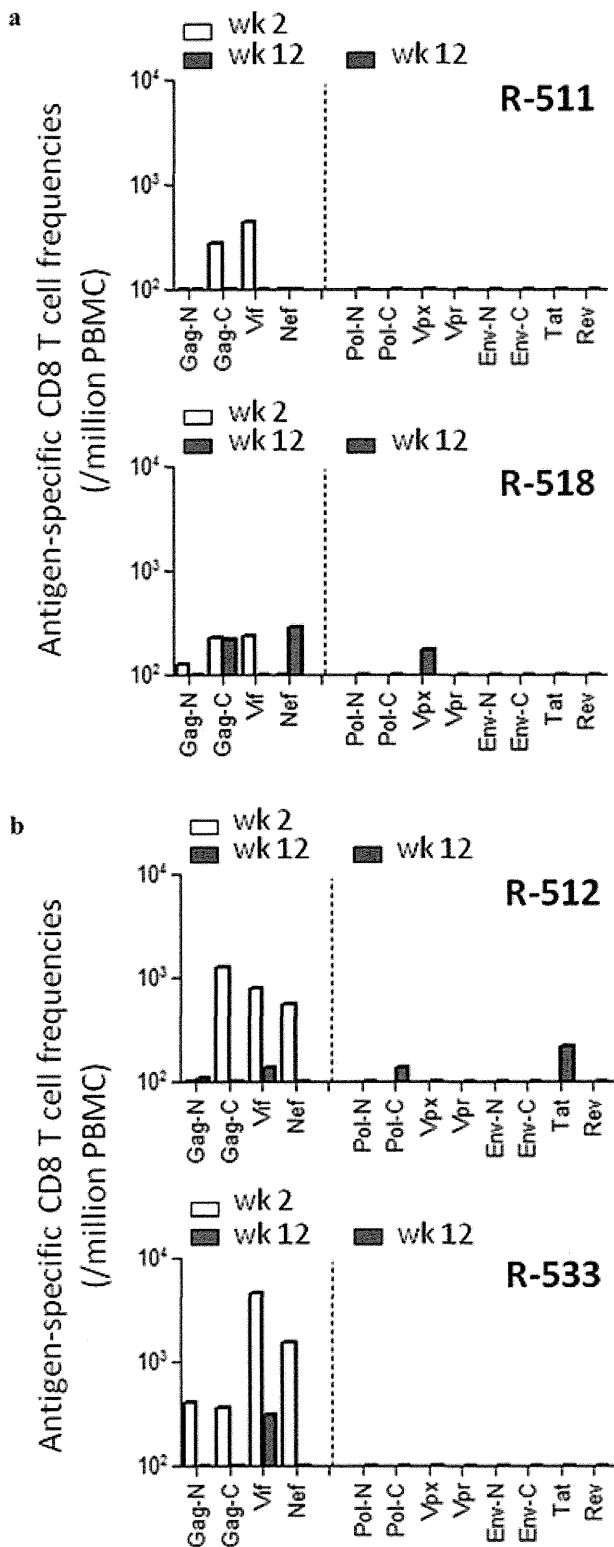 a
wk 2
wk 12 wk 12
R-511
10⁴
10³
10²
Gag-N Gag-C Vif Nef Pol-N Pol-C Vpx Vpr Env-N Env-C Tat Rev
Antigen-specific CD8 T cell frequencies
(/million PBMC)
wk 2
wk 12 wk 12
R-518
10⁴
10³
10²
Gag-N Gag-C Vif Nef Pol-N Pol-C Vpx Vpr Env-N Env-C Tat Rev
b
wk 2
wk 12 wk 12
R-512
10⁴
10³
10²
Gag-N Gag-C Vif Nef Pol-N Pol-C Vpx Vpr Env-N Env-C Tat Rev
Antigen-specific CD8 T cell frequencies
(/million PBMC)
wk 2
wk 12 wk 12
R-533
10⁴
10³
10²
Gag-N Gag-C Vif Nef Pol-N Pol-C Vpx Vpr Env-N Env-C Tat Rev